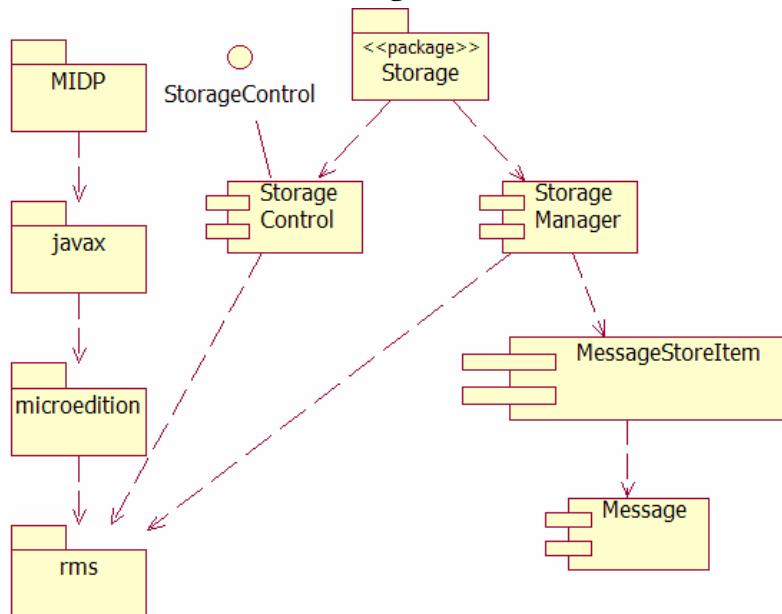 <<package>>
Storage
MIDP
StorageControl
Storage
Control
Storage
Manager
javax
MessageStoreItem
microedition
Message
rms